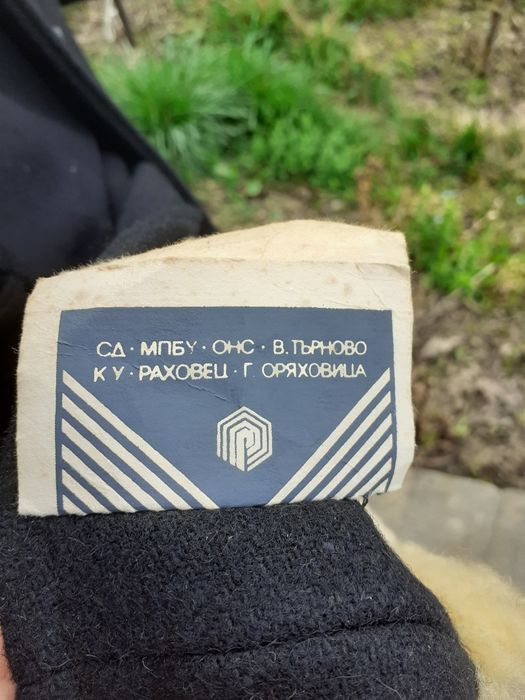 СД · МПБУ · ОНС · В. ТЪРНОВО
К У · РАХОВЕЦ · Г. ОРЯХОВИЦА